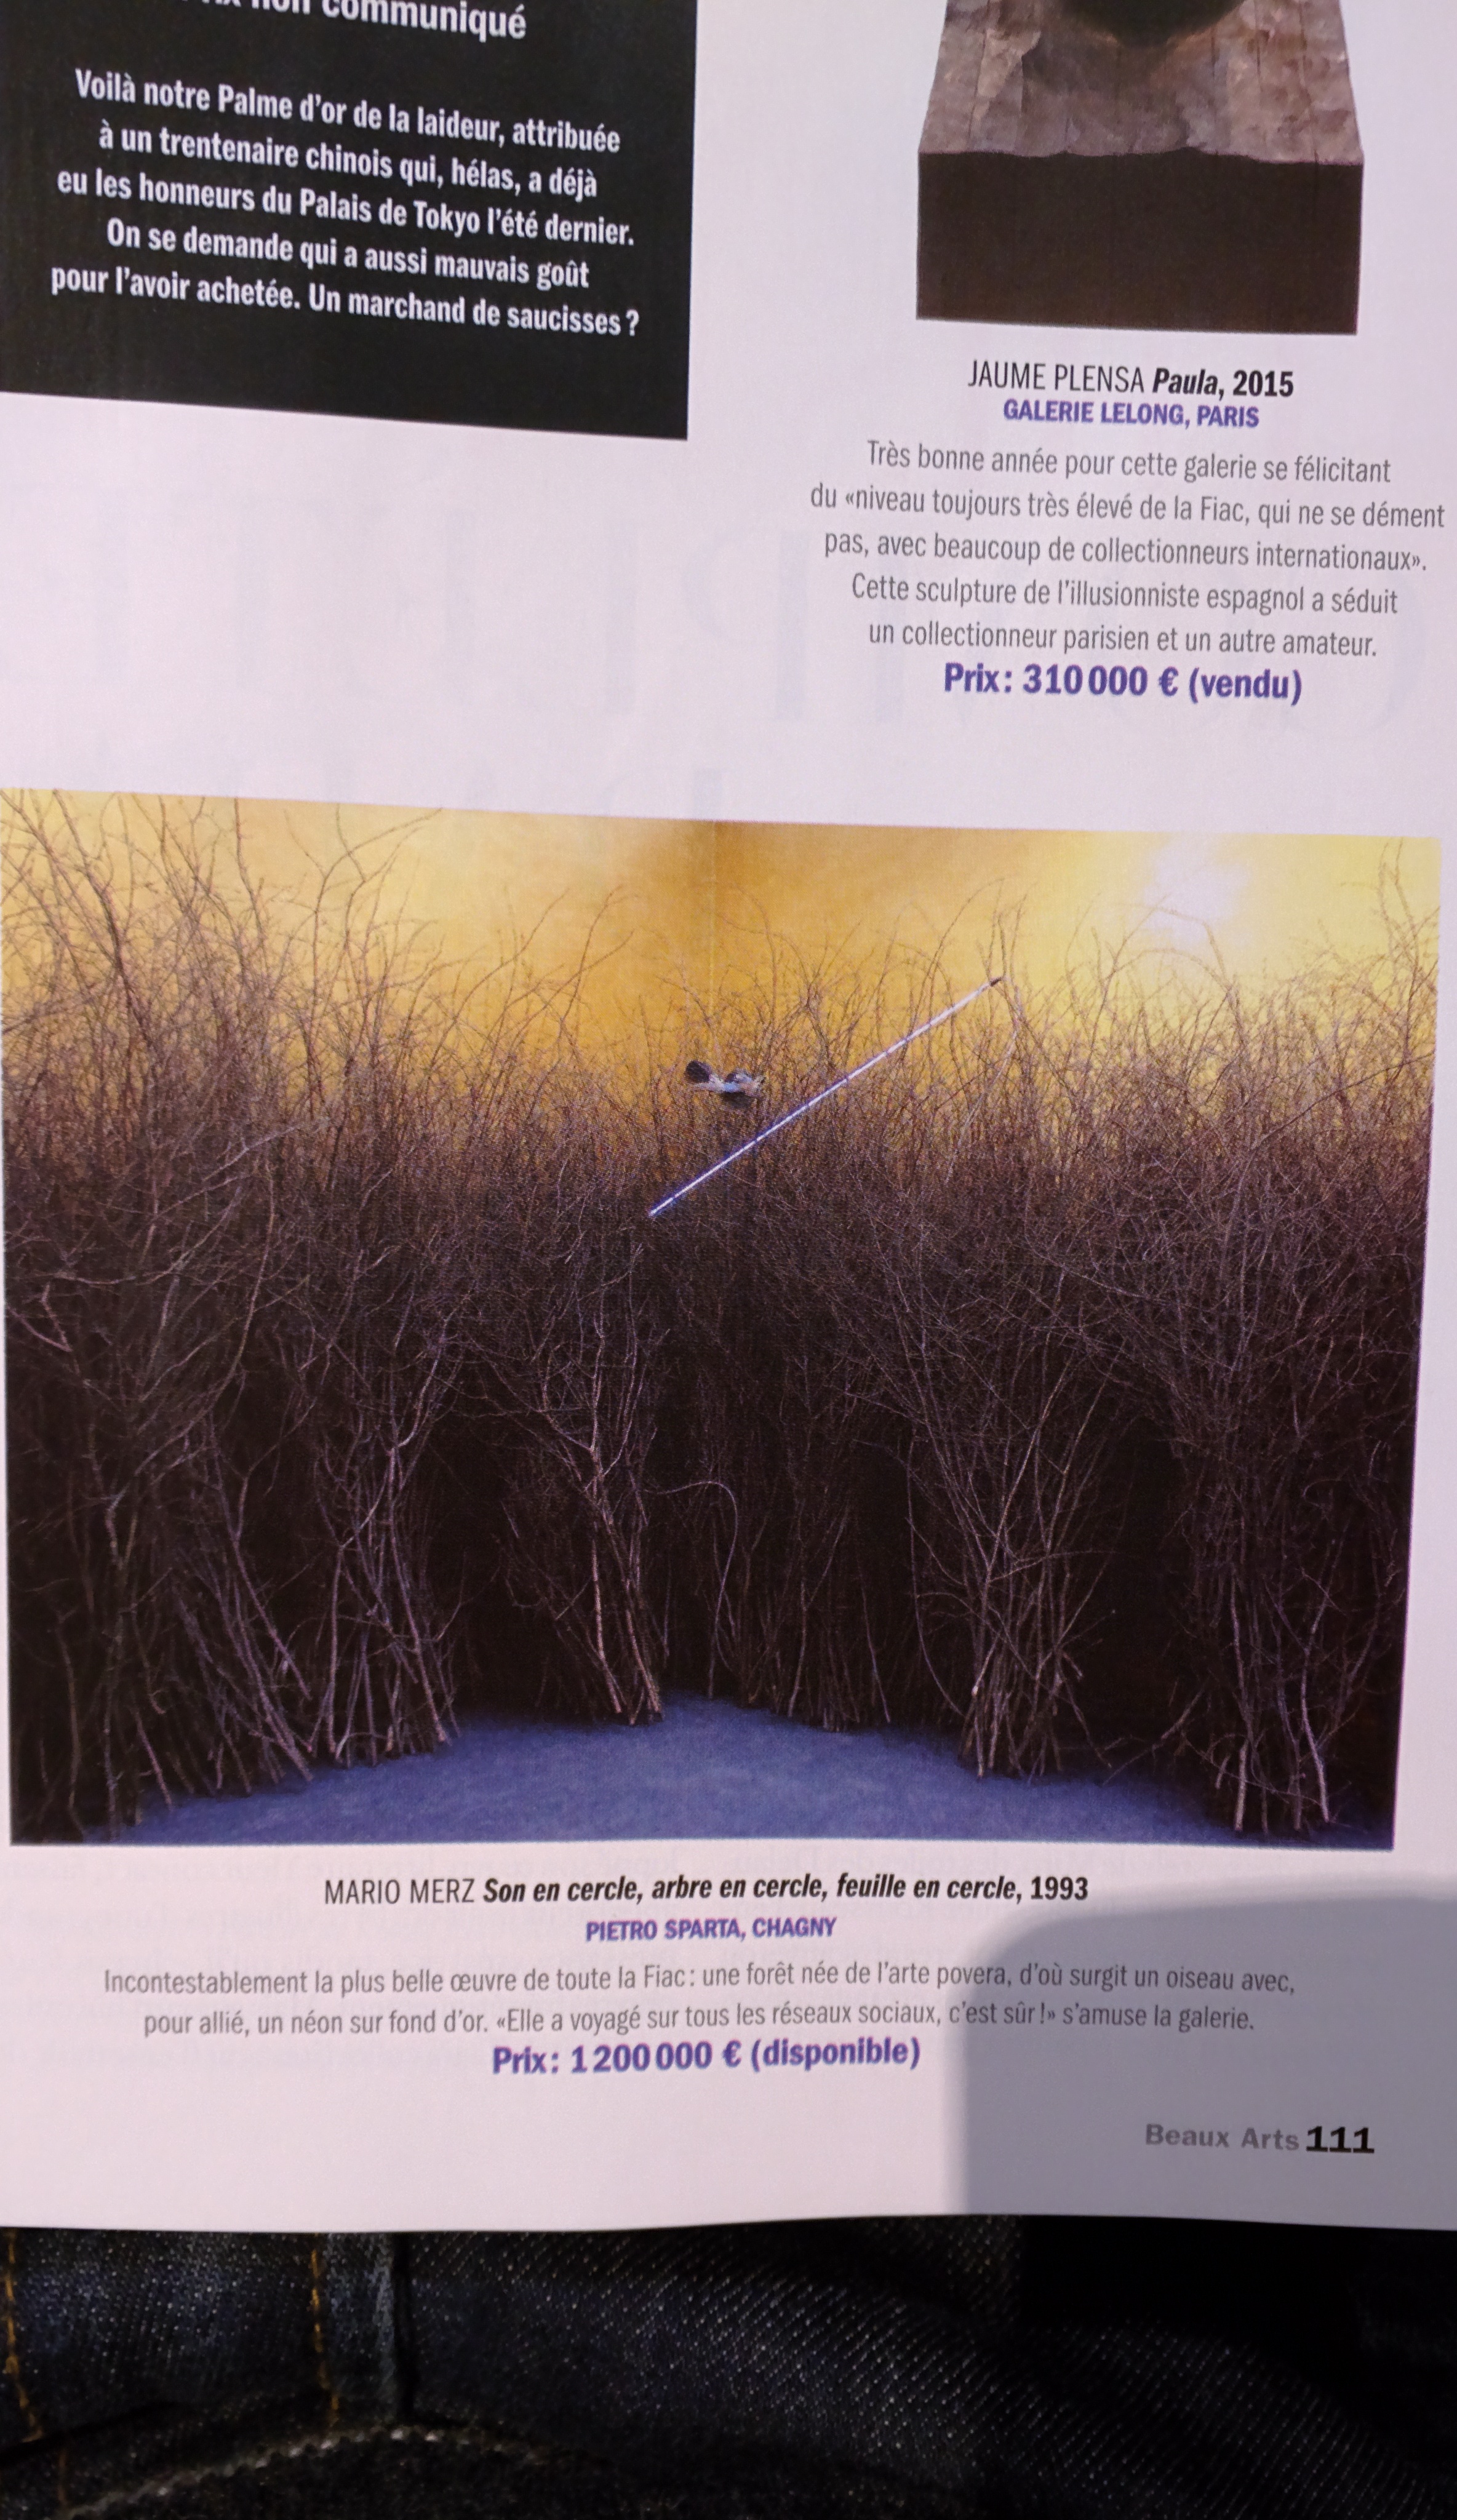 non communiqué
Voilà notre Palme d’or de la laideur, attribuée
à un trentenaire chinois qui, hélas, a déjà
eu les honneurs du Palais de Tokyo l’été dernier.
On se demande qui a aussi mauvais goût
pour l’avoir achetée. Un marchand de saucisses ?
JAUME PLENSA Paula, 2015
GALERIE LELONG, PARIS
Très bonne année pour cette galerie se félicitant
du «niveau toujours très élevé de la Fiac, qui ne se dément
pas, avec beaucoup de collectionneurs internationaux».
Cette sculpture de l’illusionniste espagnol a séduit
un collectionneur parisien et un autre amateur.
Prix : 310 000 € (vendu)
MARIO MERZ Son en cercle, arbre en cercle, feuille en cercle, 1993
PIETRO SPARTA, CHAGNY
Incontestablement la plus belle œuvre de toute la Fiac : une forêt née de l’arte povera, d’où surgit un oiseau avec,
pour allié, un néon sur fond d’or. «Elle a voyagé sur tous les réseaux sociaux, c’est sûr !» s’amuse la galerie.
Prix : 1 200 000 € (disponible)
Beaux Arts 111